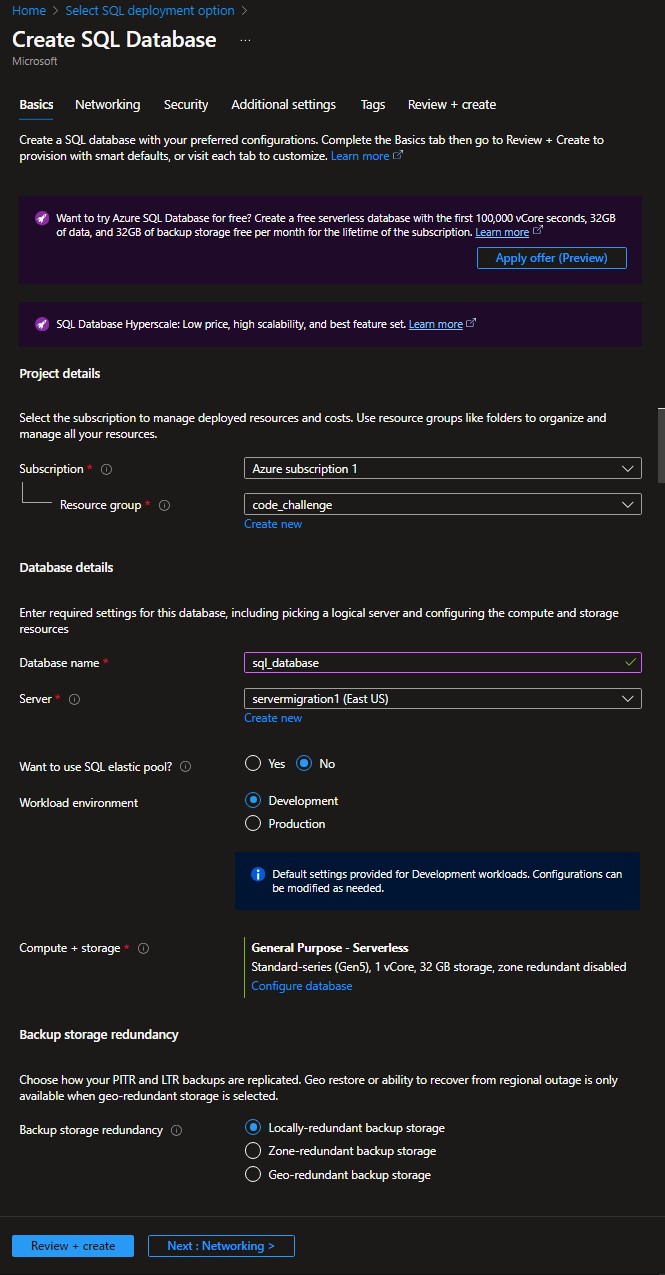 Home > Select SQL deployment option >
Create SQL Database ...
Microsoft
Basics Networking Security Additional settings Tags Review + create
Create a SQL database with your preferred configurations. Complete the Basics tab then go to Review + Create to
provision with smart defaults, or visit each tab to customize. Learn more
Want to try Azure SQL Database for free? Create a free serverless database with the first 100,000 vCore seconds, 32GB
of data, and 32GB of backup storage free per month for the lifetime of the subscription. Learn more
Apply offer (Preview)
SQL Database Hyperscale: Low price, high scalability, and best feature set. Learn more
Project details
Select the subscription to manage deployed resources and costs. Use resource groups like folders to organize and
manage all your resources.
Subscription * Azure subscription 1
Resource group * code_challenge
Create new
Database details
Enter required settings for this database, including picking a logical server and configuring the compute and storage
resources
Database name * sql_database
Server * servermigration1 (East US)
Create new
Want to use SQL elastic pool? Yes No
Workload environment Development
Production
Default settings provided for Development workloads. Configurations can
be modified as needed.
Compute + storage * General Purpose - Serverless
Standard-series (Gen5), 1 vCore, 32 GB storage, zone redundant disabled
Configure database
Backup storage redundancy
Choose how your PITR and LTR backups are replicated. Geo restore or ability to recover from regional outage is only
available when geo-redundant storage is selected.
Backup storage redundancy Locally-redundant backup storage
Zone-redundant backup storage
Geo-redundant backup storage
Review + create Next : Networking >